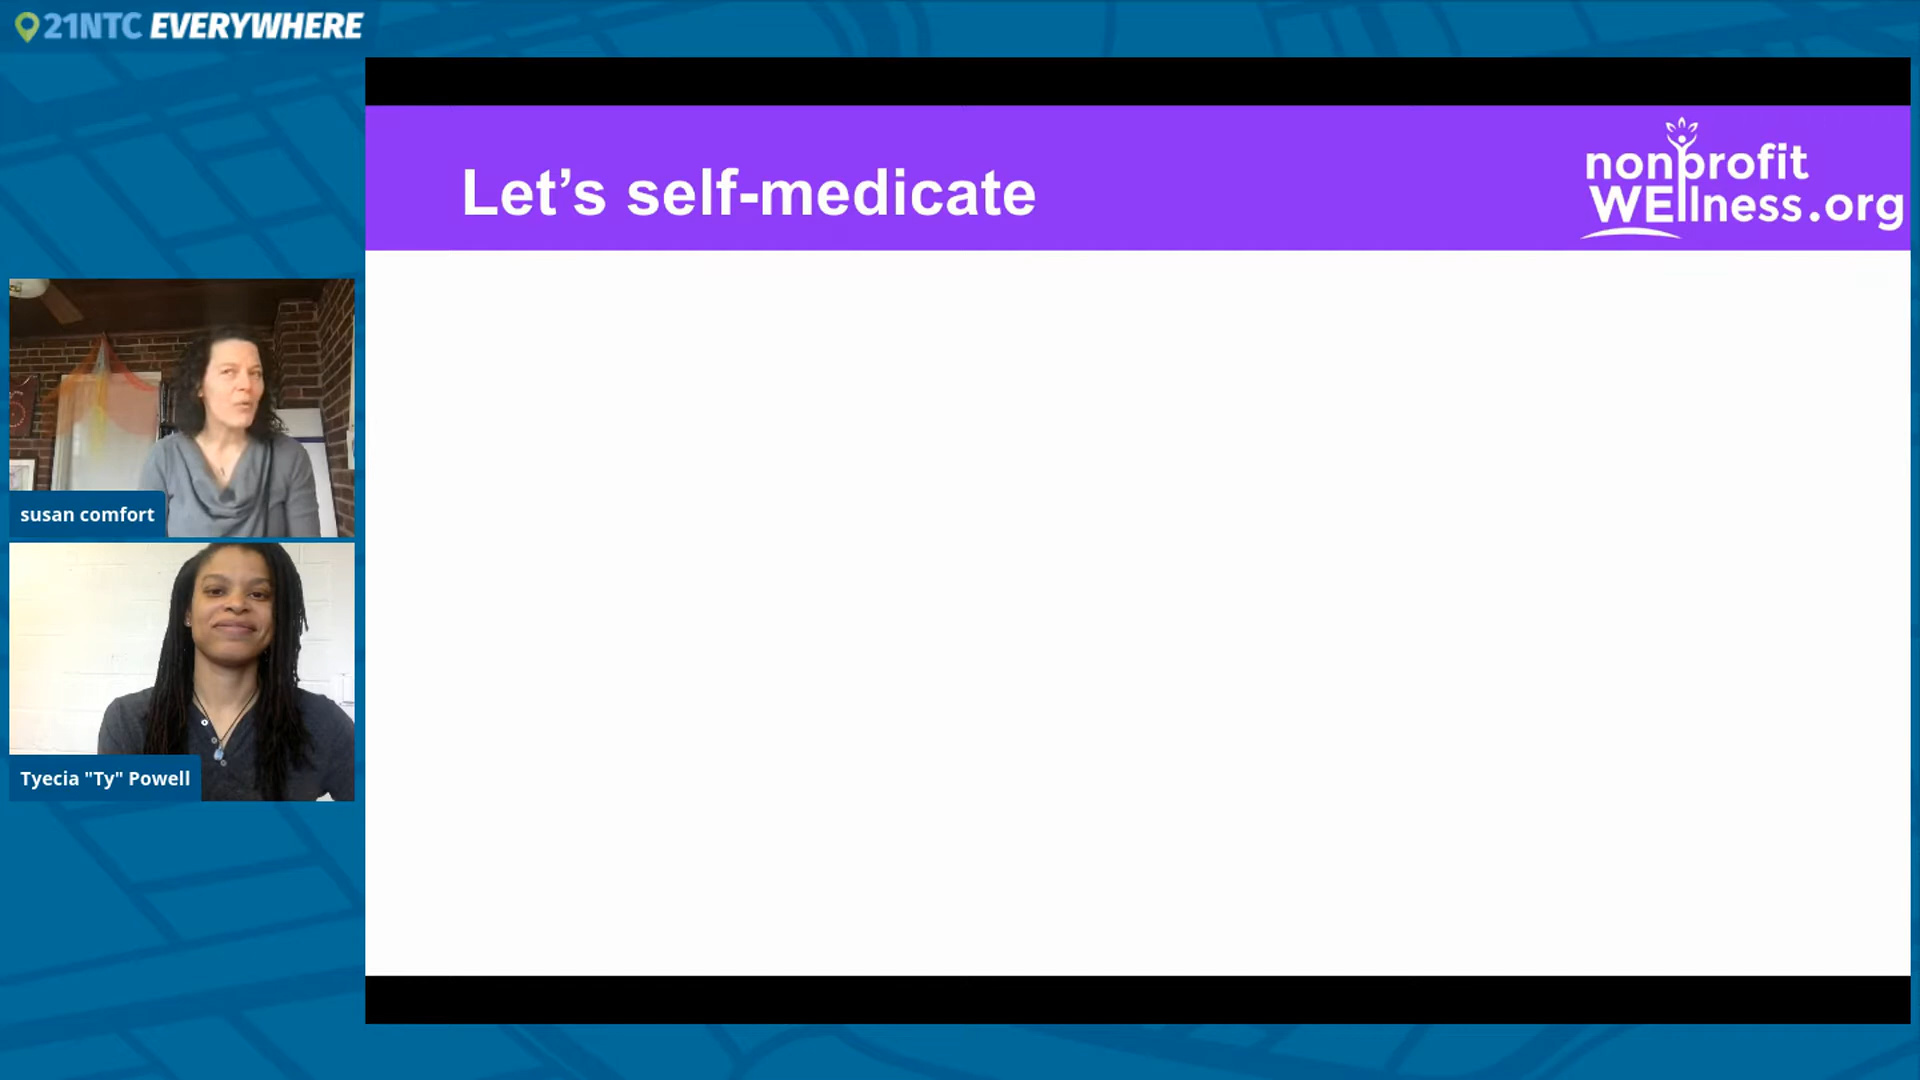 21NTC EVERYWHERE
Let's self-medicate
nonprofit
WEllness.org
susan comfort
Tyecia "Ty" Powell